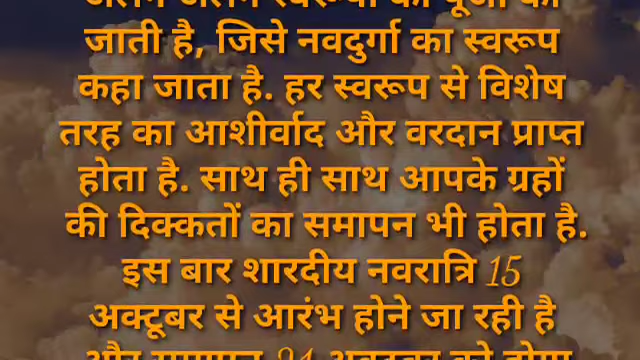 जाती है, जिसे नवदुर्गा का स्वरूप
कहा जाता है. हर स्वरूप से विशेष
तरह का आशीर्वाद और वरदान प्राप्त
होता है. साथ ही साथ आपके ग्रहों
की दिक्कतों का समापन भी होता है.
इस बार शारदीय नवरात्रि 15
अक्टूबर से आरंभ होने जा रही है